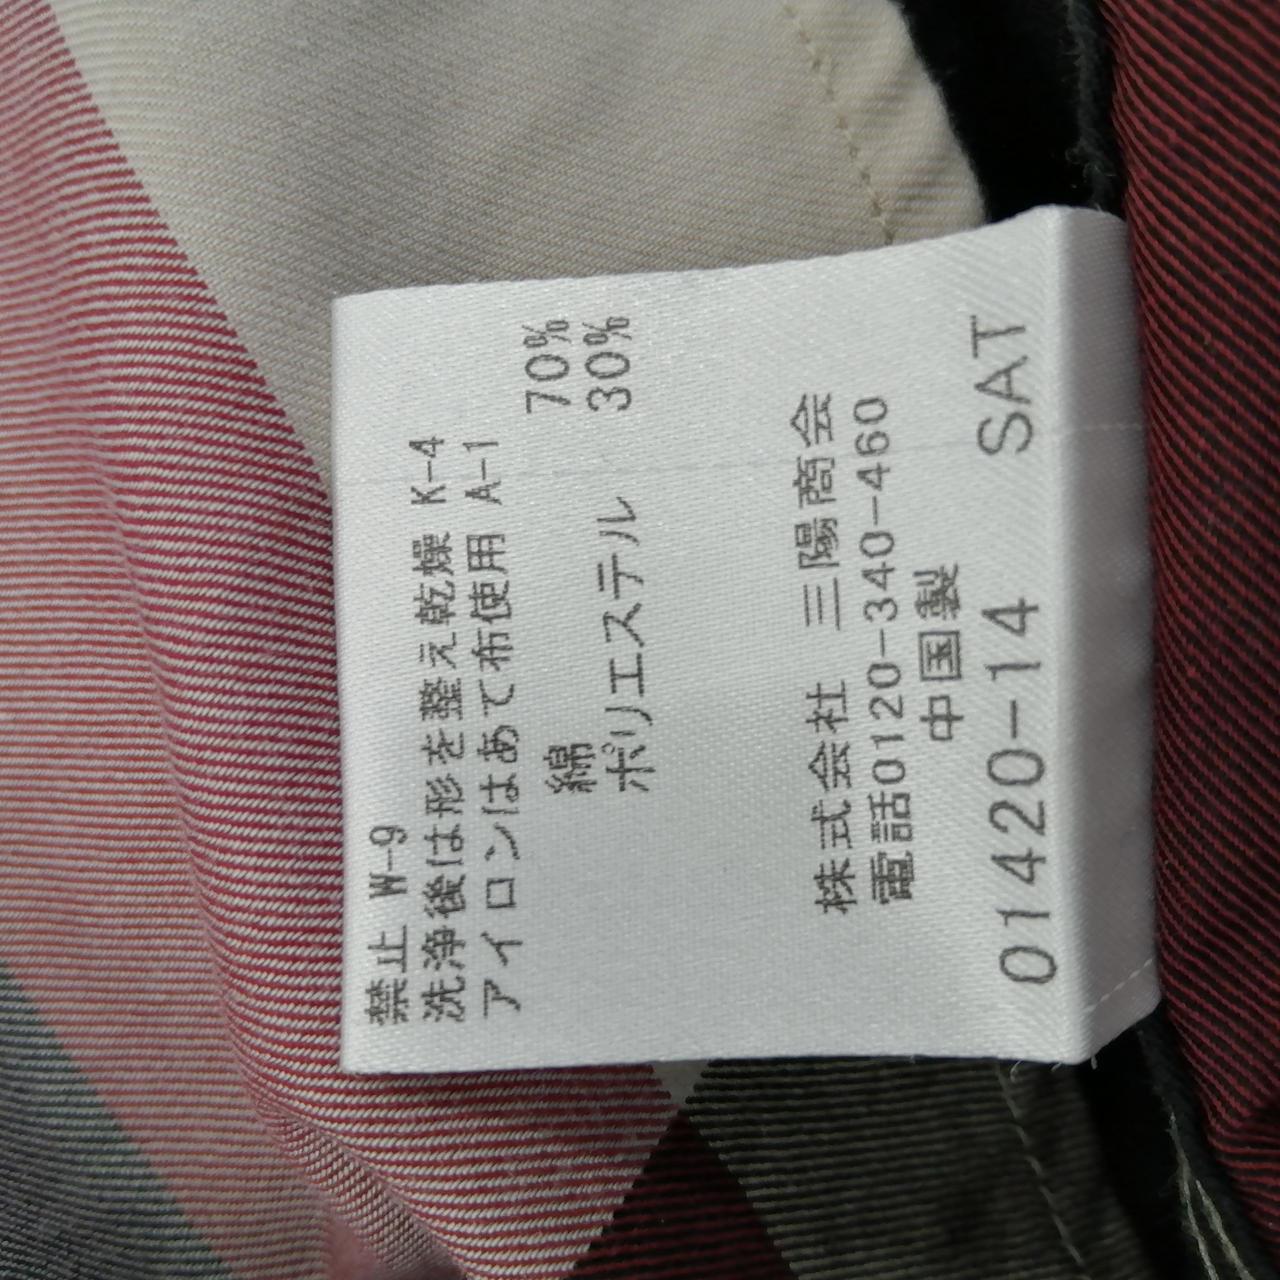 禁止 W-9
洗浄後は形を整え乾燥 K-4
アイロンはあて布使用 A-1
綿 70%
ポリエステル 30%
株式会社 三陽商会
電話0120-340-460
中国製
01420-14 SAT